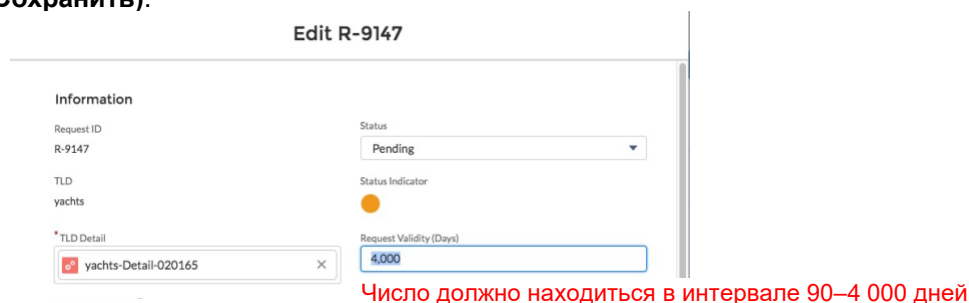 Сохранить).
Edit R-9147
Information
Request ID
Status
R-9147
Pending
TLD
Status Indicator
yachts
*TLD Detail
Request Validity (Days)
yachts-Detail-020165
4,000
Число должно находиться в интервале 90–4 000 дней